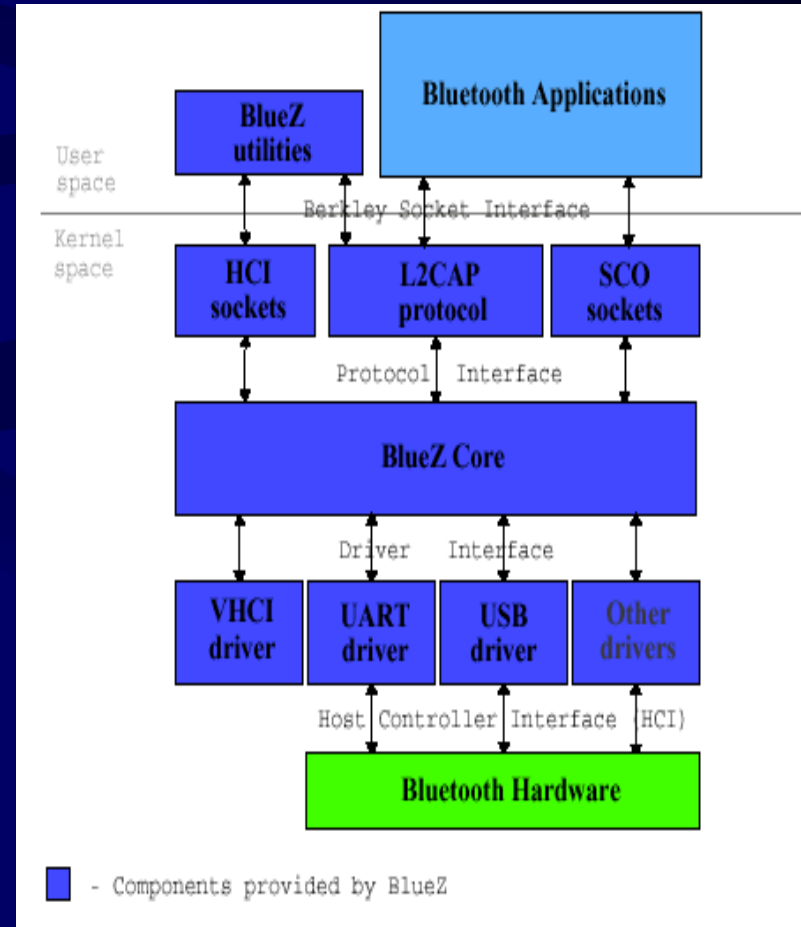 Bluetooth Applications
BlueZ
utilities
User
space
Berkley Socket Interface
Kernel
space
HCI
sockets
L2CAP
protocol
SCO
sockets
Protocol Interface
BlueZ Core
Driver Interface
VHCI
driver
UART
driver
USB
driver
Other
drivers
Host Controller Interface (HCI)
Bluetooth Hardware
- Components provided by BlueZ